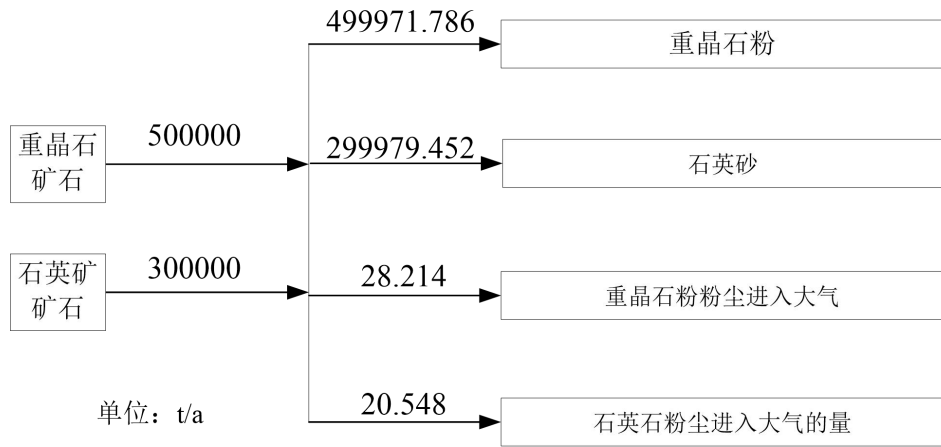 499971.786
重晶石粉
重晶石
矿石
500000
299979.452
石英砂
石英矿
矿石
300000
28.214
重晶石粉粉尘进入大气
单位：t/a
20.548
石英石粉尘进入大气的量